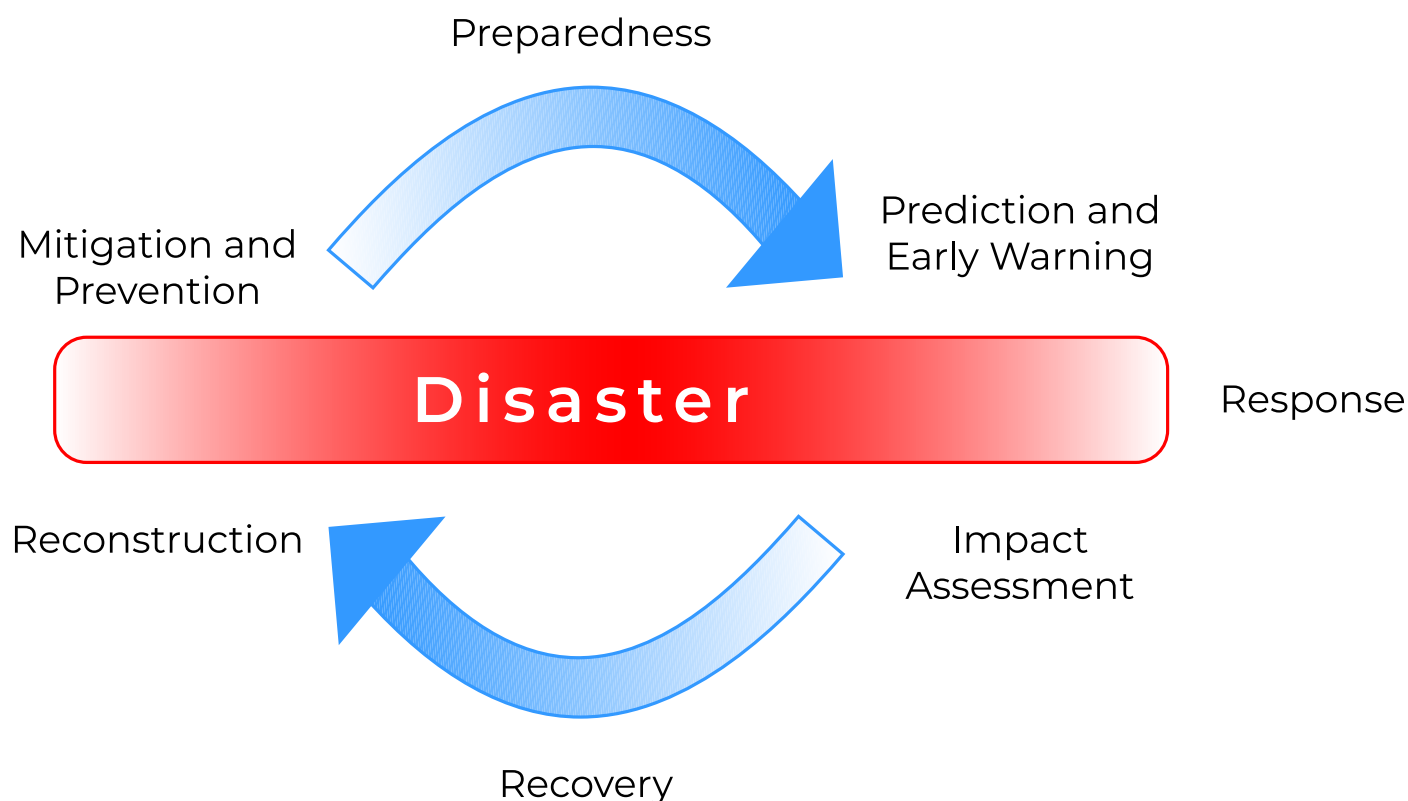 Preparedness
Prediction and
Early Warning
Mitigation and
Prevention
Disaster
Response
Reconstruction
Impact
Assessment
Recovery